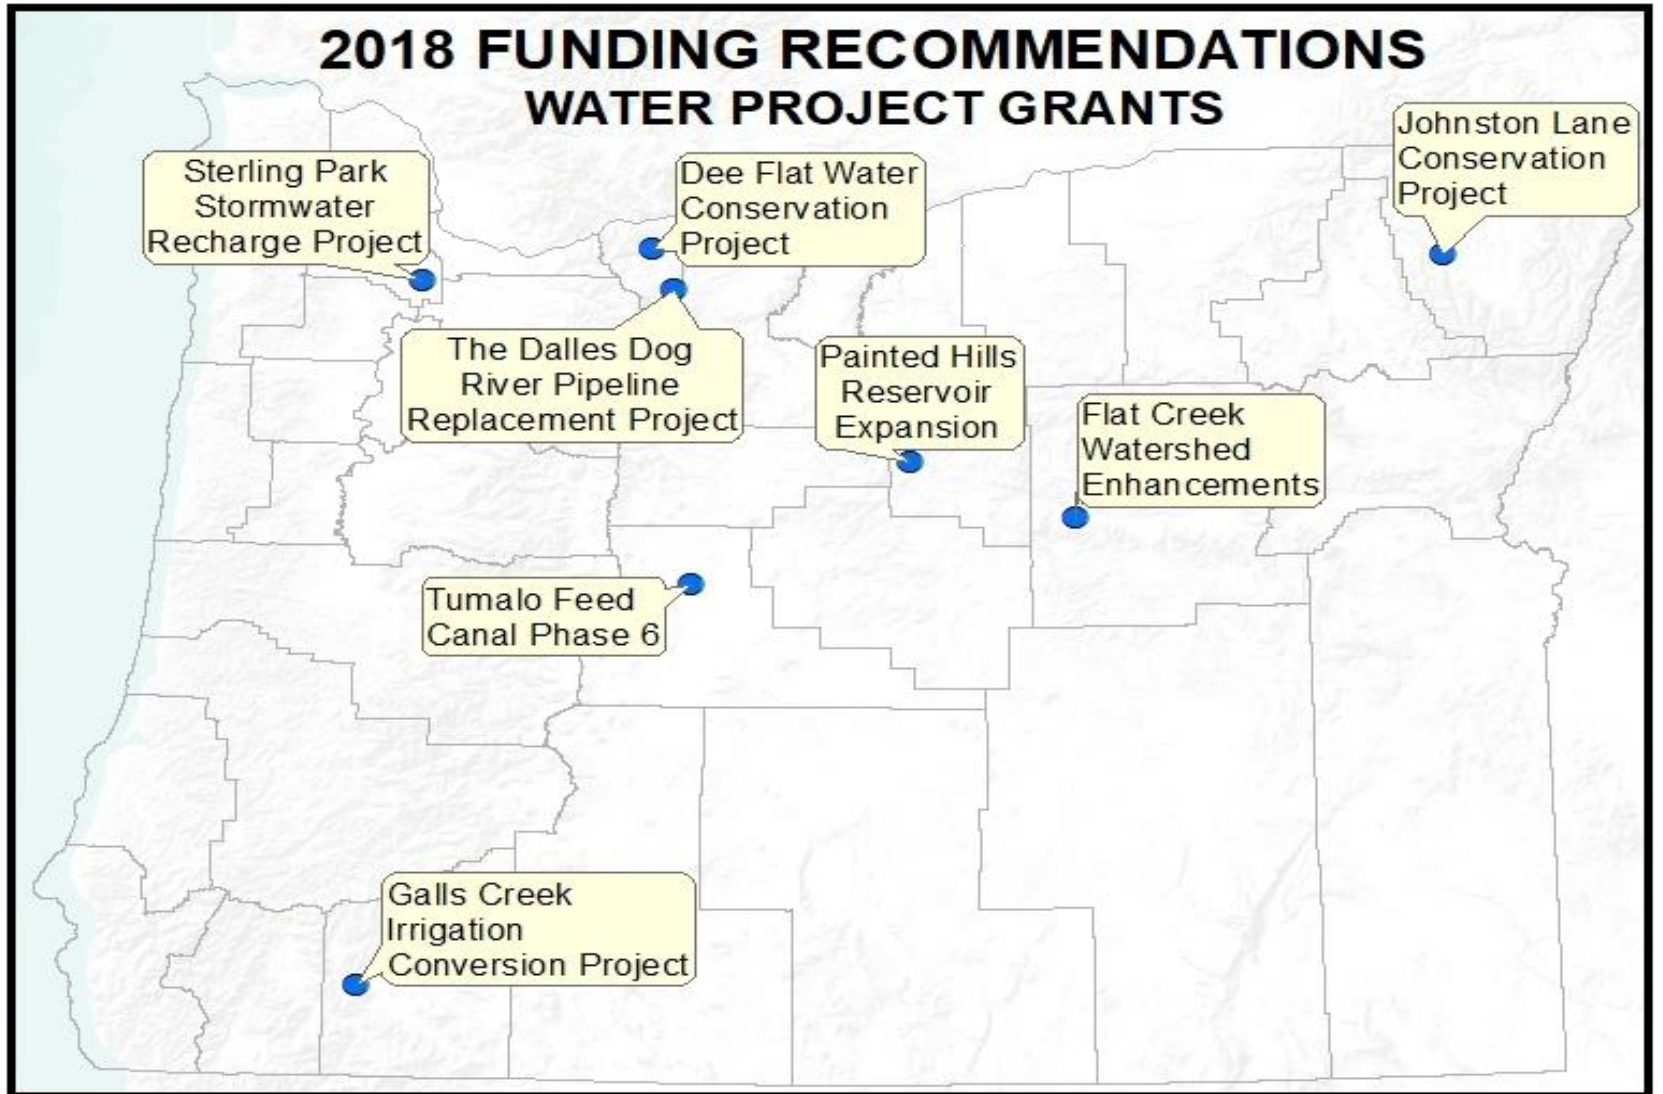 2018 FUNDING RECOMMENDATIONS
WATER PROJECT GRANTS
Johnston Lane
Conservation
Project
Sterling Park
Stormwater
Recharge Project
Dee Flat Water
Conservation
Project
The Dalles Dog
River Pipeline
Replacement Project
Painted Hills
Reservoir
Expansion
Flat Creek
Watershed
Enhancements
Tumalo Feed
Canal Phase 6
Galls Creek
Irrigation
Conversion Project